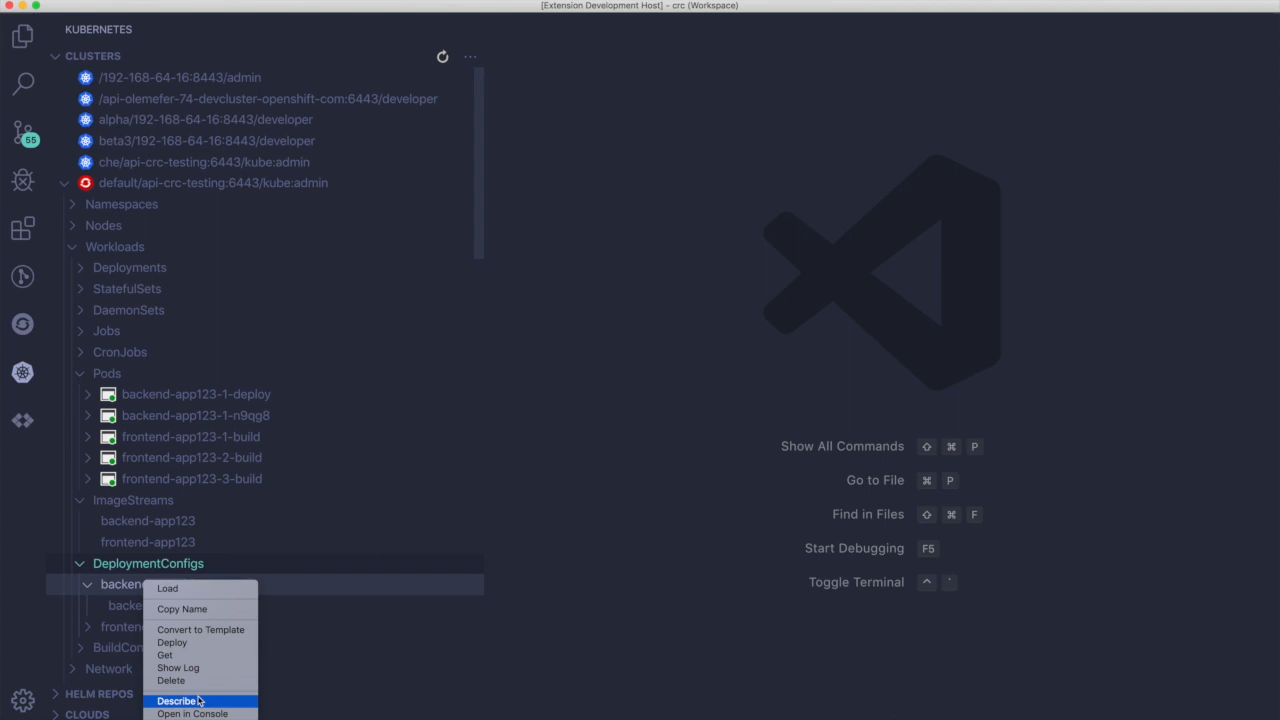 [Extension Development Host] - crc (Workspace)
KUBERNETES
CLUSTERS
/192-168-64-16:8443/admin
/api-olemefer-74-devcluster-openshift-com:6443/developer
alpha/192-168-64-16:8443/developer
beta3/192-168-64-16:8443/developer
che/api-crc-testing:6443/kube:admin
default/api-crc-testing:6443/kube:admin
Namespaces
Nodes
Workloads
Deployments
StatefulSets
DaemonSets
Jobs
CronJobs
Pods
backend-app123-1-deploy
backend-app123-1-n9qg8
frontend-app123-1-build
frontend-app123-2-build
frontend-app123-3-build
ImageStreams
backend-app123
frontend-app123
DeploymentConfigs
backen
backe
fronten
BuildCon
Network
HELM REPOS
CLOUDS
55
Load
Copy Name
Convert to Template
Deploy
Get
Show Log
Delete
Describe
Open in Console
Show All Commands ⇧ ⌘ P
Go to File ⌘ P
Find in Files ⇧ ⌘ F
Start Debugging F5
Toggle Terminal ^ `